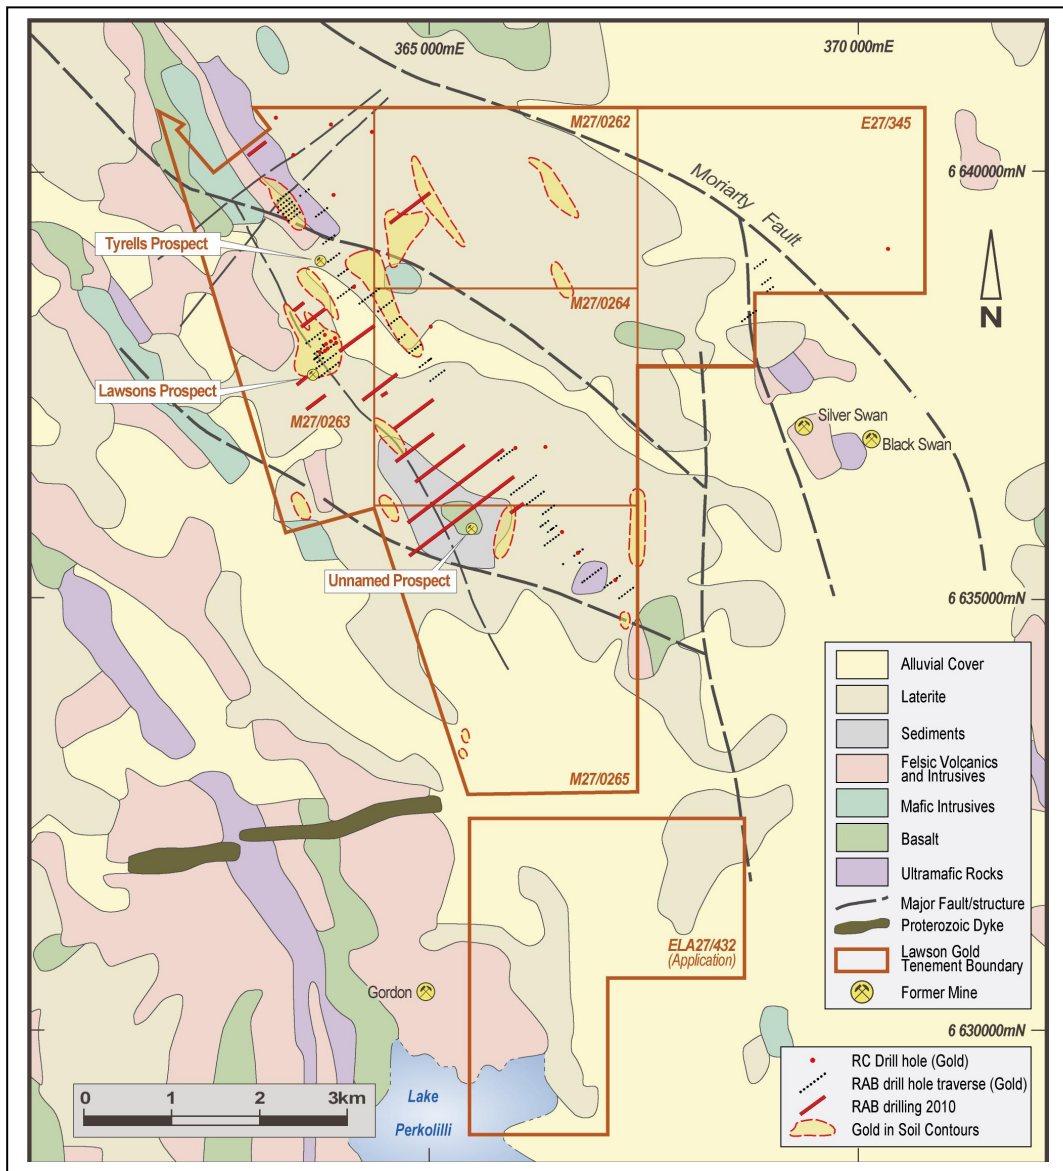 365 000mE
370 000mE
M27/0262
E27/345
6 640000mN
Moriarty Fault
Tyrells Prospect
M27/0264
N
Lawsons Prospect
M27/0263
Silver Swan
Black Swan
Unnamed Prospect
6 635000mN
M27/0265
ELA27/432
(Application)
Gordon
6 630000mN
Lake
Perkolilli
0 1 2 3km
Alluvial Cover
Laterite
Sediments
Felsic Volcanics
and Intrusives
Mafic Intrusives
Basalt
Ultramafic Rocks
Major Fault/structure
Proterozoic Dyke
Lawson Gold
Tenement Boundary
Former Mine
RC Drill hole (Gold)
RAB drill hole traverse (Gold)
RAB drilling 2010
Gold in Soil Contours